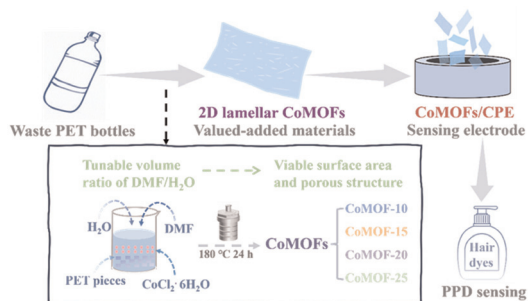 Waste PET bottles
2D lamellar CoMOFs
Valued-added materials
CoMOFs/CPE
Sensing electrode
Tunable volume
ratio of DMF/H₂O
Viable surface area
and porous structure
H₂O
DMF
PET pieces
CoCl₂·6H₂O
180 °C 24 h
CoMOFs
CoMOF-10
CoMOF-15
CoMOF-20
CoMOF-25
Hair
dyes
PPD sensing